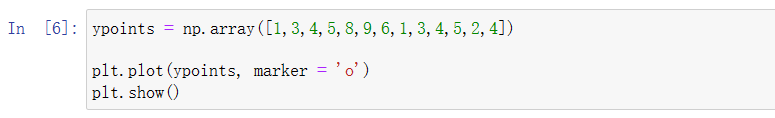 In [6]: ypoints = np.array([1,3,4,5,8,9,6,1,3,4,5,2,4])
plt.plot(ypoints, marker = 'o')
plt.show()